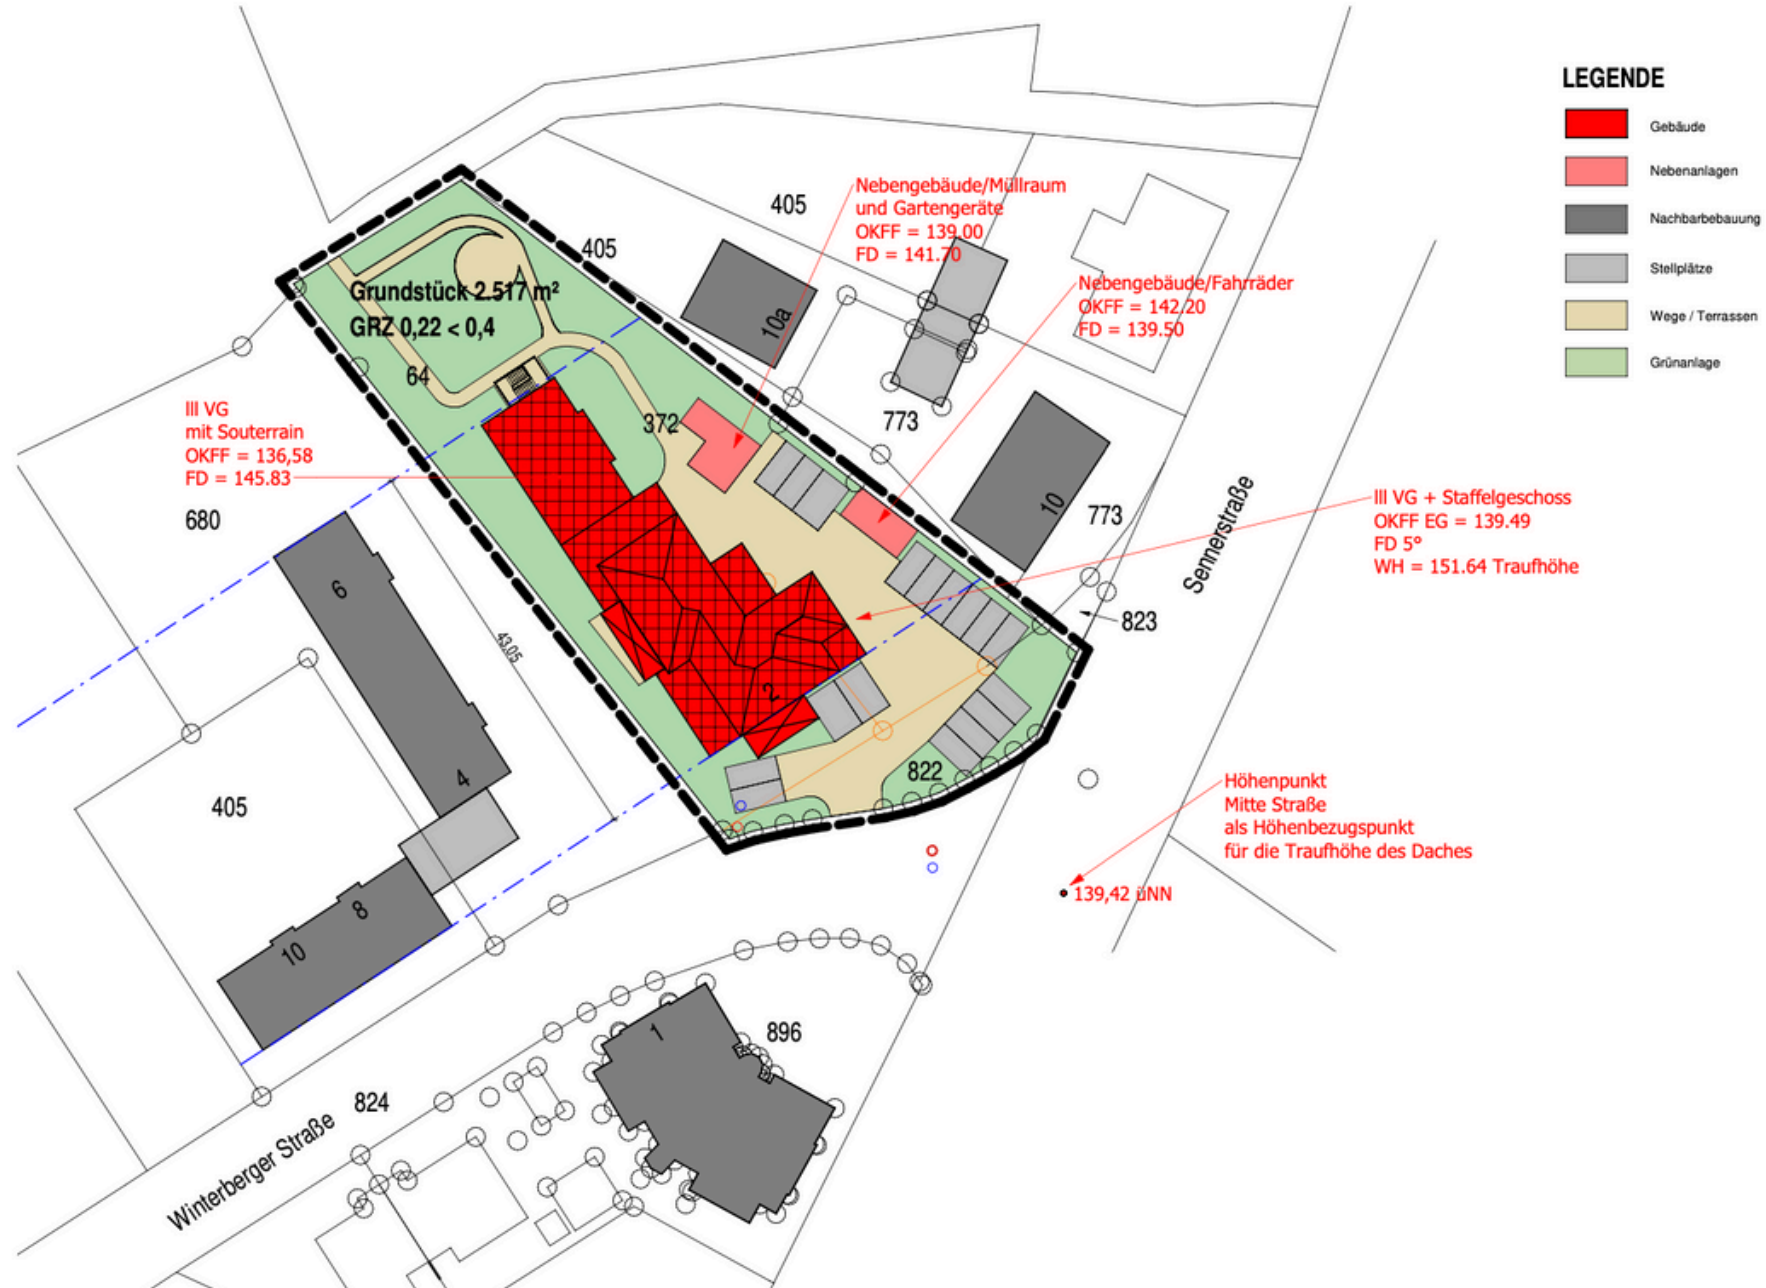 LEGENDE
Gebäude
Nebenanlagen
Nachbarbebauung
Stellplätze
Wege / Terrassen
Grünanlage
405
Nebengebäude/Müllraum
und Gartengeräte
OKFF = 139.00
FD = 141.70
405
Nebengebäude/Fahrräder
OKFF = 142.20
FD = 139.50
Grundstück 2.517 m²
GRZ 0,22 < 0,4
10a
64
372
773
III VG
mit Souterrain
OKFF = 136,58
FD = 145.83
680
10
773
Sennerstraße
III VG + Staffelgeschoss
OKFF EG = 139.49
FD 5°
WH = 151.64 Traufhöhe
6
43,05
823
2
4
822
405
Höhenpunkt
Mitte Straße
als Höhenbezugspunkt
für die Traufhöhe des Daches
139,42 üNN
8
10
1
896
824
Winterberger Straße